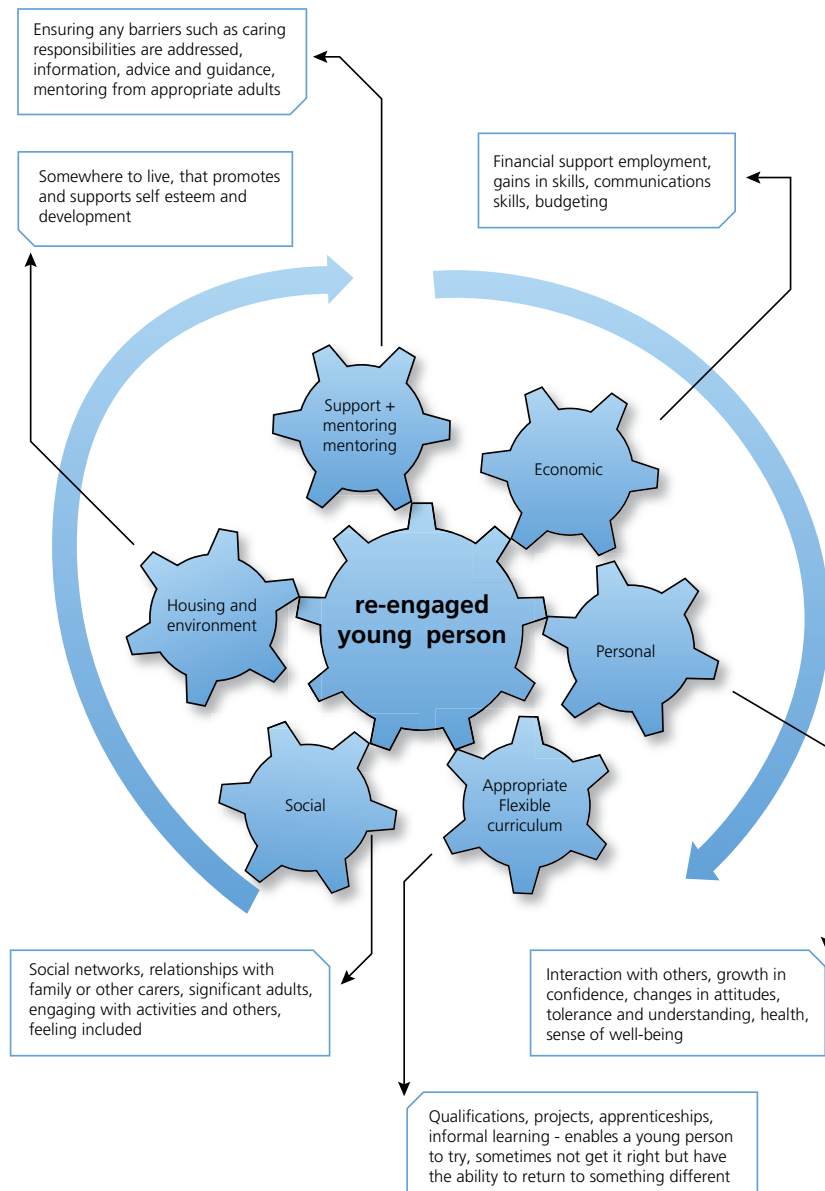 Ensuring any barriers such as caring
responsibilities are addressed,
information, advice and guidance,
mentoring from appropriate adults
Somewhere to live, that promotes
and supports self esteem and
development
Financial support employment,
gains in skills, communications
skills, budgeting
Support +
mentoring
mentoring
Economic
re-engaged
young person
Housing and
environment
Personal
Social
Appropriate
Flexible
curriculum
Social networks, relationships with
family or other carers, significant adults,
engaging with activities and others,
feeling included
Interaction with others, growth in
confidence, changes in attitudes,
tolerance and understanding, health,
sense of well-being
Qualifications, projects, apprenticeships,
informal learning - enables a young person
to try, sometimes not get it right but have
the ability to return to something different